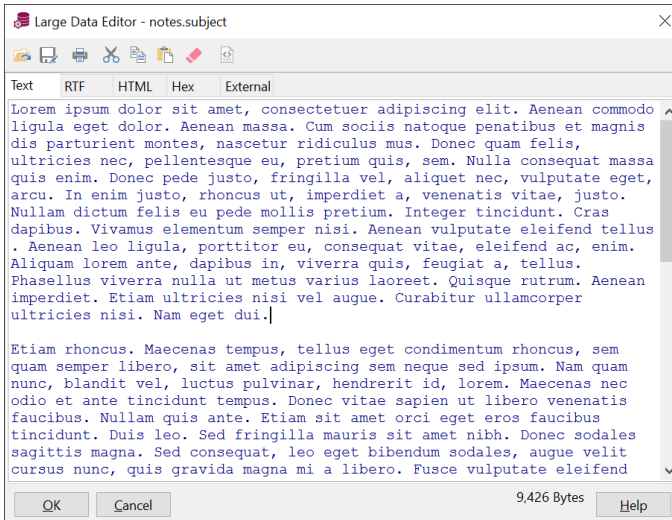 Large Data Editor - notes.subject
Text RTF HTML Hex External
Lorem ipsum dolor sit amet, consectetuer adipiscing elit. Aenean commodo
ligula eget dolor. Aenean massa. Cum sociis natoque penatibus et magnis
dis parturient montes, nascetur ridiculus mus. Donec quam felis,
ultricies nec, pellentesque eu, pretium quis, sem. Nulla consequat massa
quis enim. Donec pede justo, fringilla vel, aliquet nec, vulputate eget,
arcu. In enim justo, rhoncus ut, imperdiet a, venenatis vitae, justo.
Nullam dictum felis eu pede mollis pretium. Integer tincidunt. Cras
dapibus. Vivamus elementum semper nisi. Aenean vulputate eleifend tellus
. Aenean leo ligula, porttitor eu, consequat vitae, eleifend ac, enim.
Aliquam lorem ante, dapibus in, viverra quis, feugiat a, tellus.
Phasellus viverra nulla ut metus varius laoreet. Quisque rutrum. Aenean
imperdiet. Etiam ultricies nisi vel augue. Curabitur ullamcorper
ultricies nisi. Nam eget dui.
Etiam rhoncus. Maecenas tempus, tellus eget condimentum rhoncus, sem
quam semper libero, sit amet adipiscing sem neque sed ipsum. Nam quam
nunc, blandit vel, luctus pulvinar, hendrerit id, lorem. Maecenas nec
odio et ante tincidunt tempus. Donec vitae sapien ut libero venenatis
faucibus. Nullam quis ante. Etiam sit amet orci eget eros faucibus
tincidunt. Duis leo. Sed fringilla mauris sit amet nibh. Donec sodales
sagittis magna. Sed consequat, leo eget bibendum sodales, augue velit
cursus nunc, quis gravida magna mi a libero. Fusce vulputate eleifend
OK Cancel 9,426 Bytes Help